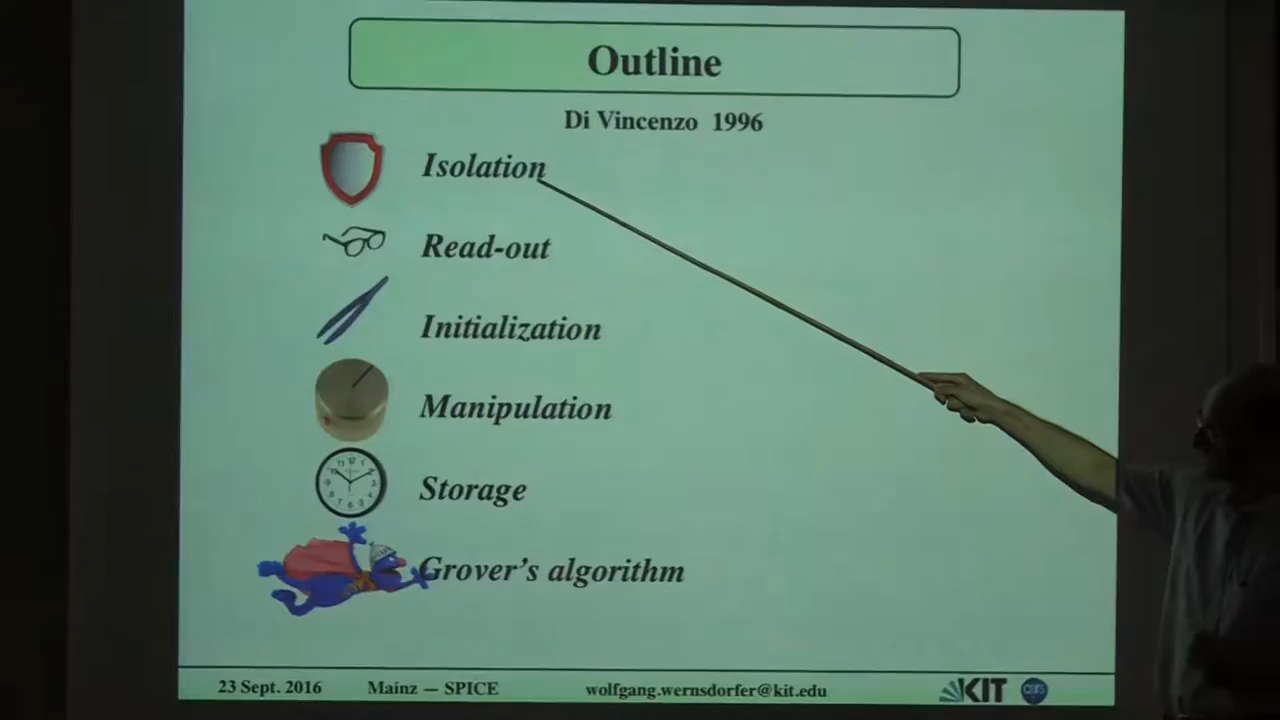 Outline
Di Vincenzo 1996
Isolation
Read-out
Initialization
Manipulation
Storage
Grover's algorithm
23 Sept. 2016 Mainz — SPICE wolfgang.wernsdorfer@kit.edu KIT cnrs